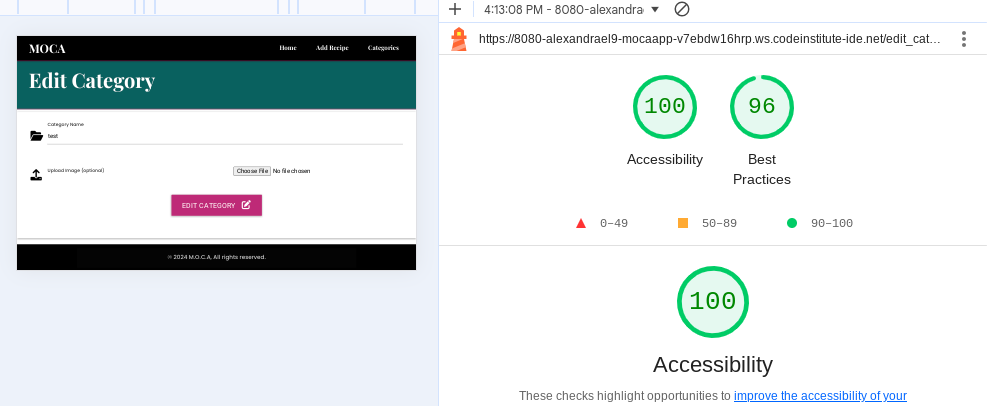 MOCA
Home Add Recipe Categories
Edit Category
Category Name
test
Upload Image (optional)
Choose File No file chosen
EDIT CATEGORY
© 2024 M.O.C.A, All rights reserved.
4:13:08 PM - 8080-alexandra
https://8080-alexandrael9-mocaapp-v7ebdw16hrp.ws.codeinstitute-ide.net/edit_cat…
100
96
Accessibility
Best
Practices
0–49
50–89
90–100
100
Accessibility
These checks highlight opportunities to improve the accessibility of your